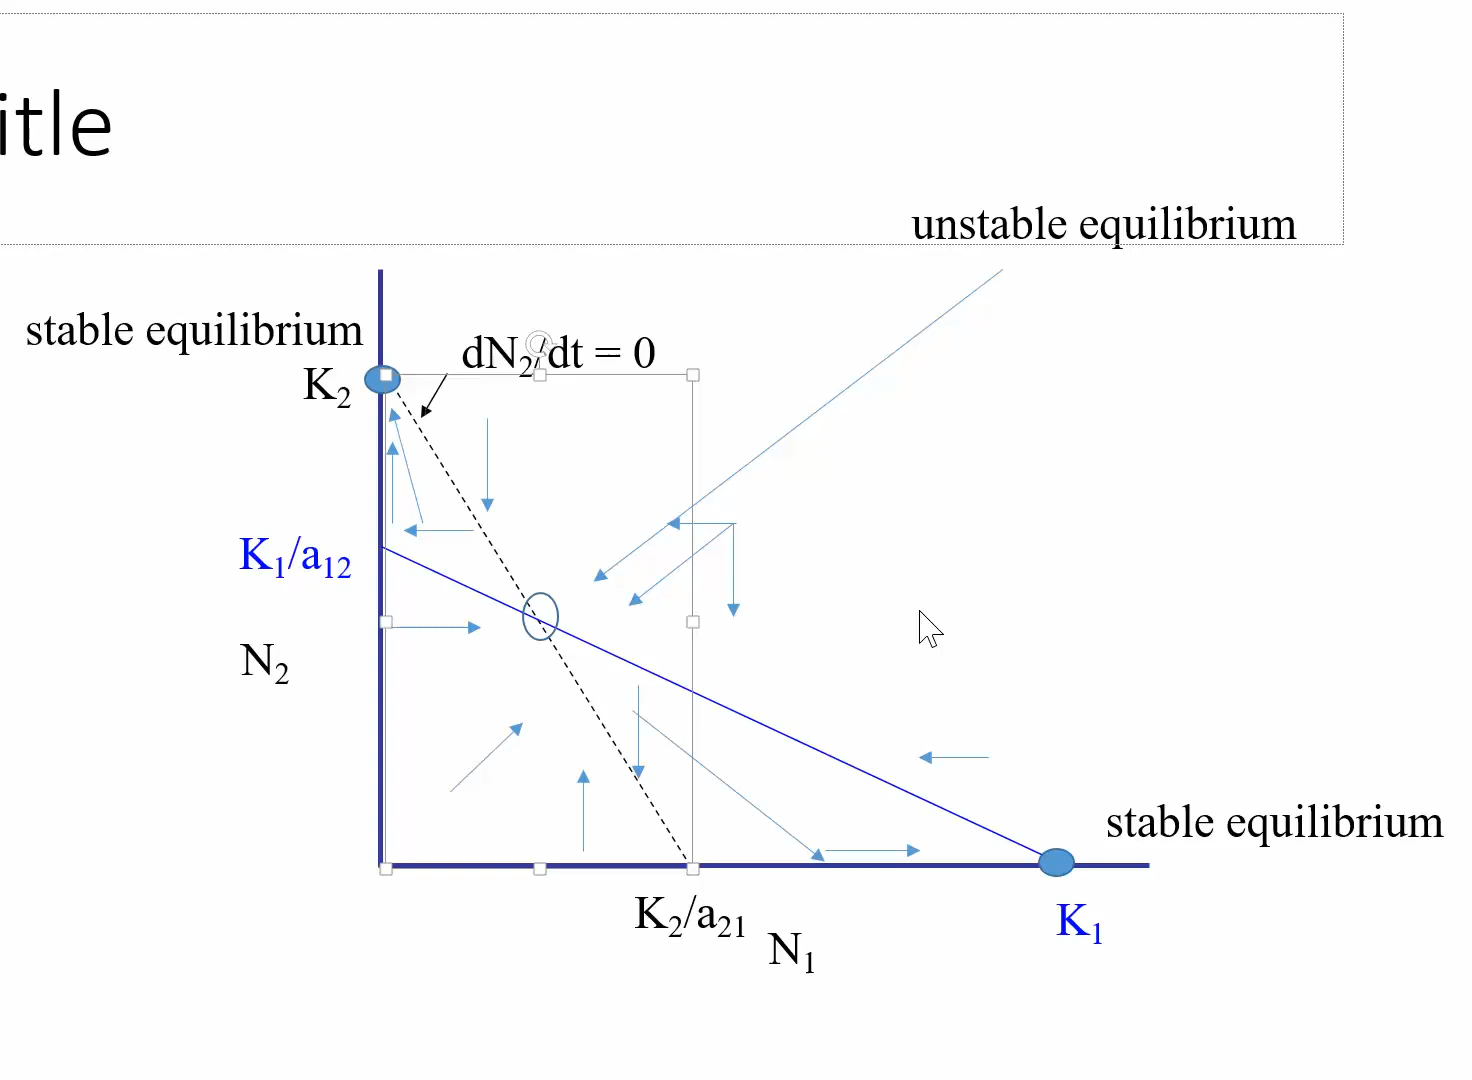 itle
unstable equilibrium
stable equilibrium
dN₂/dt = 0
K₂
K₁/a₁₂
N₂
stable equilibrium
K₂/a₂₁
N₁
K₁